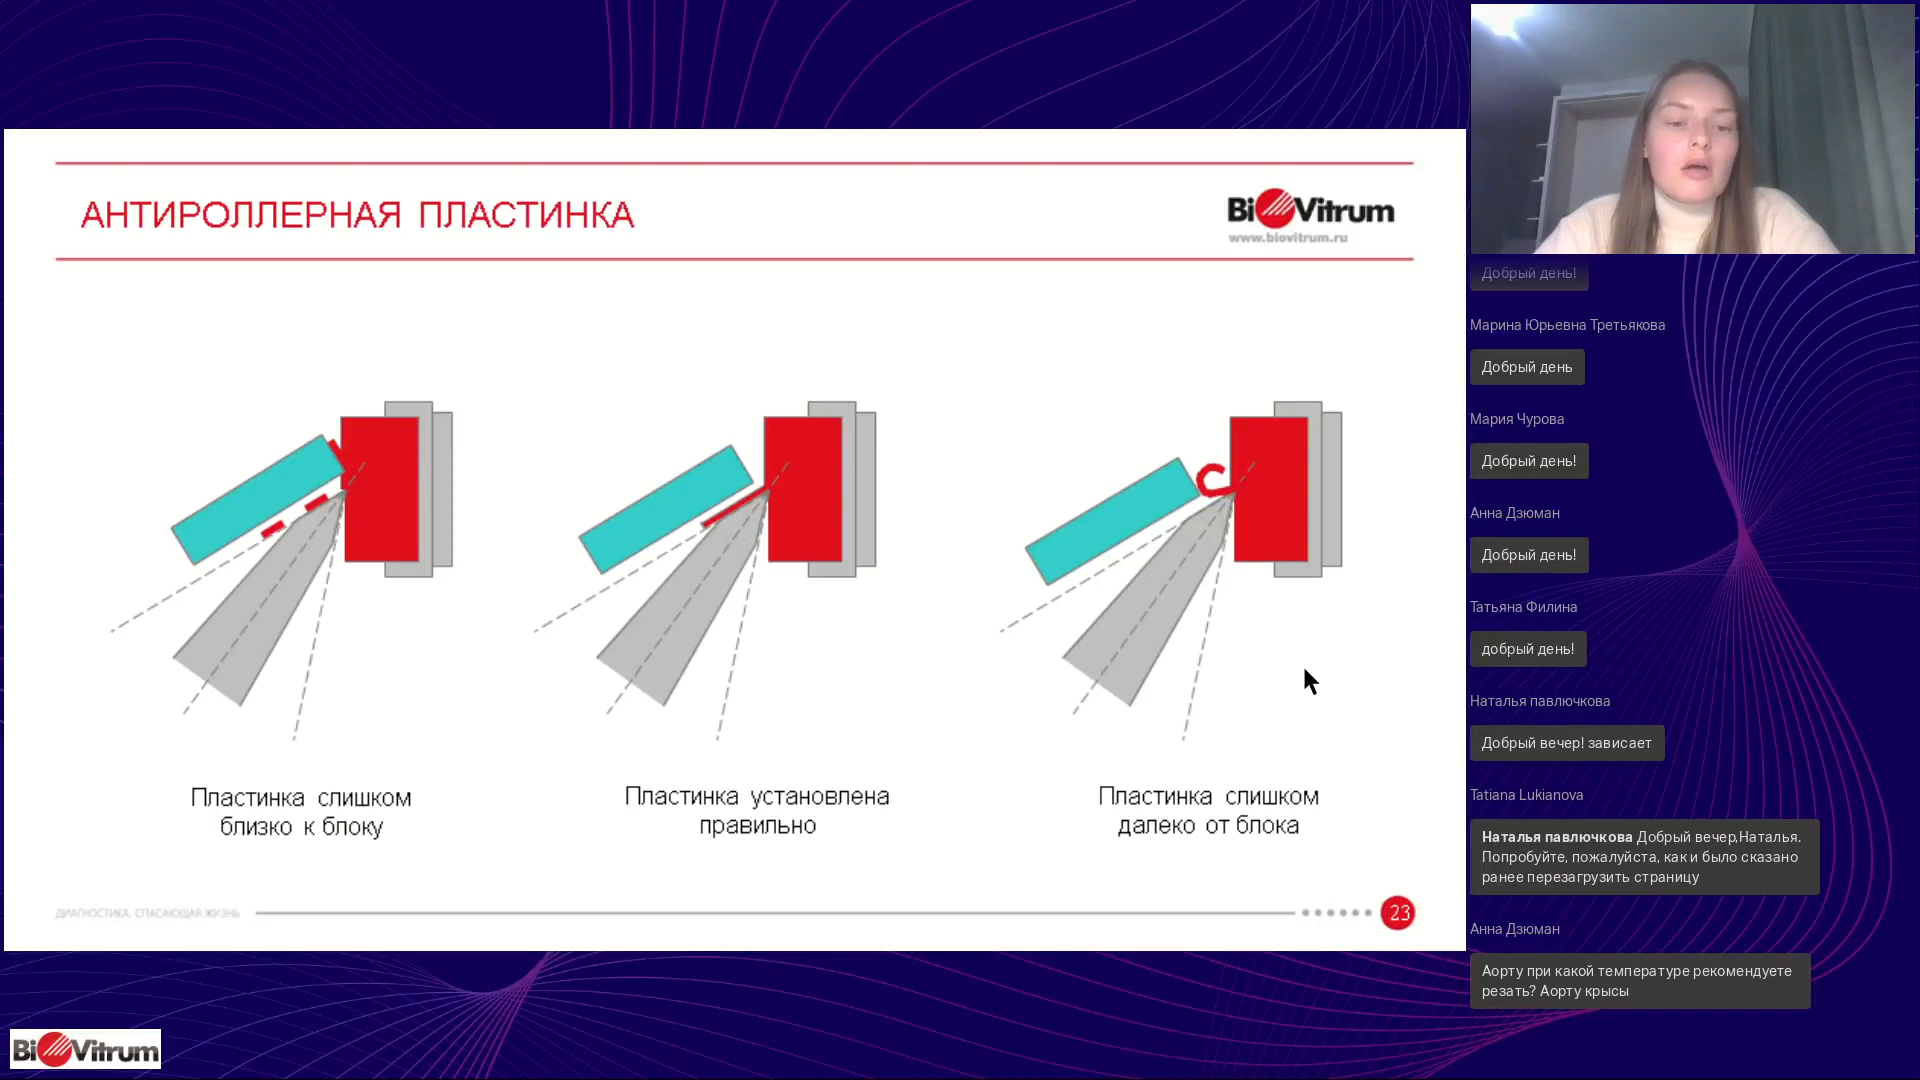 АНТИРОЛЛЕРНАЯ ПЛАСТИНКА
BiOVitrum
www.biovitrum.ru
Пластинка слишком
близко к блоку
Пластинка установлена
правильно
Пластинка слишком
далеко от блока
ДИАГНОСТИКА, СПАСАЮЩАЯ ЖИЗНЬ
23
BiOVitrum
Добрый день!
Марина Юрьевна Третьякова
Добрый день
Мария Чурова
Добрый день!
Анна Дзюман
Добрый день!
Татьяна Филина
добрый день!
Наталья павлючкова
Добрый вечер! зависает
Tatiana Lukianova
Наталья павлючкова Добрый вечер,Наталья.
Попробуйте, пожалуйста, как и было сказано
ранее перезагрузить страницу
Анна Дзюман
Аорту при какой температуре рекомендуете
резать? Аорту крысы